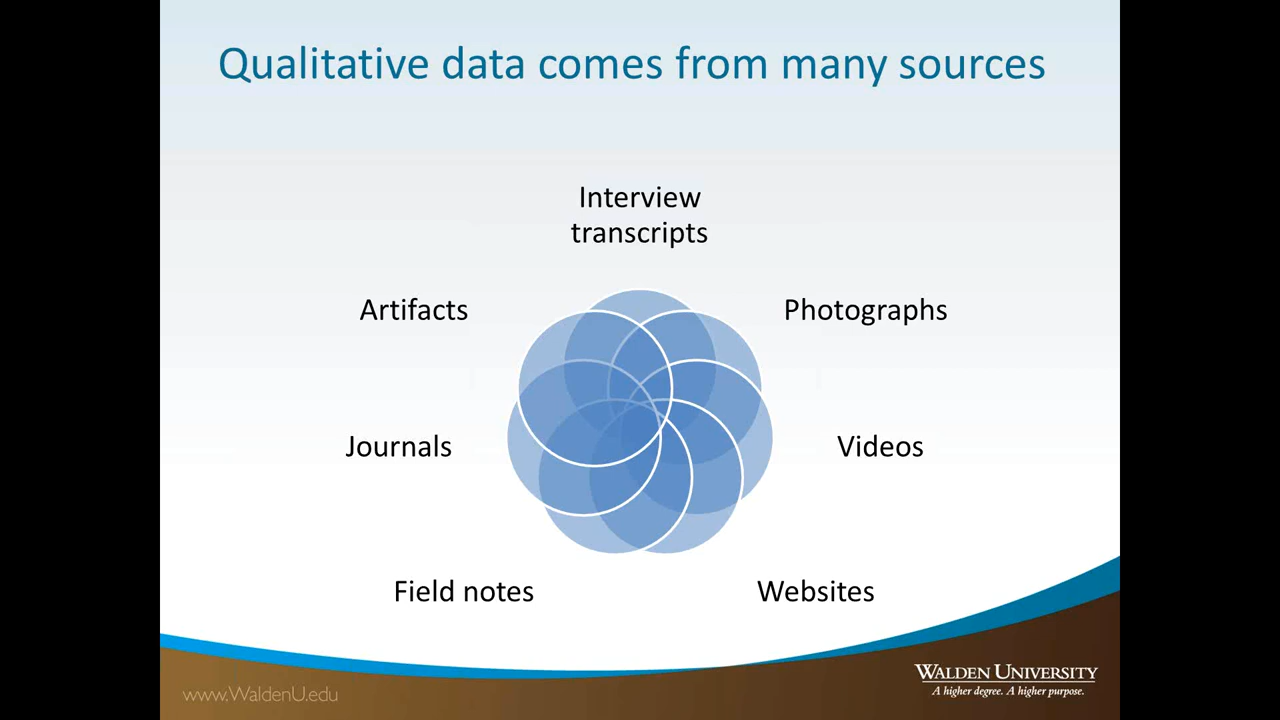 Qualitative data comes from many sources
Interview
transcripts
Artifacts
Photographs
Journals
Videos
Field notes
Websites
www.WaldenU.edu
WALDEN UNIVERSITY
A higher degree. A higher purpose.